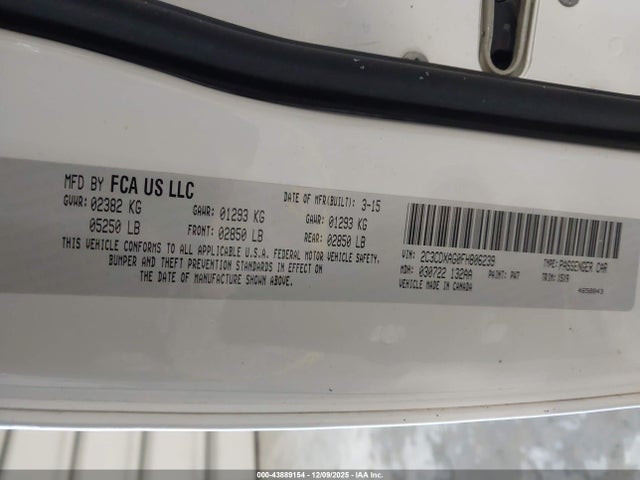 MFD BY FCA US LLC
DATE OF MFR(BUILT): 3-15
GVWR: 02382 KG
GAWR: 01293 KG
GAWR: 01293 KG
05250 LB
FRONT: 02850 LB
REAR: 02850 LB
THIS VEHICLE CONFORMS TO ALL APPLICABLE U.S.A. FEDERAL MOTOR VEHICLE SAFETY,
BUMPER AND THEFT PREVENTION STANDARDS IN EFFECT ON
THE DATE OF MANUFACTURE SHOWN ABOVE.
VIN: 2C3CDXAG0FH806239
TYPE: PASSENGER CAR
MDH: 030722 132AA
PAINT: PW7
TRIM: X5X9
VEHICLE MADE IN CANADA
4658843
000-43889154 - 12/09/2025 - IAA Inc.